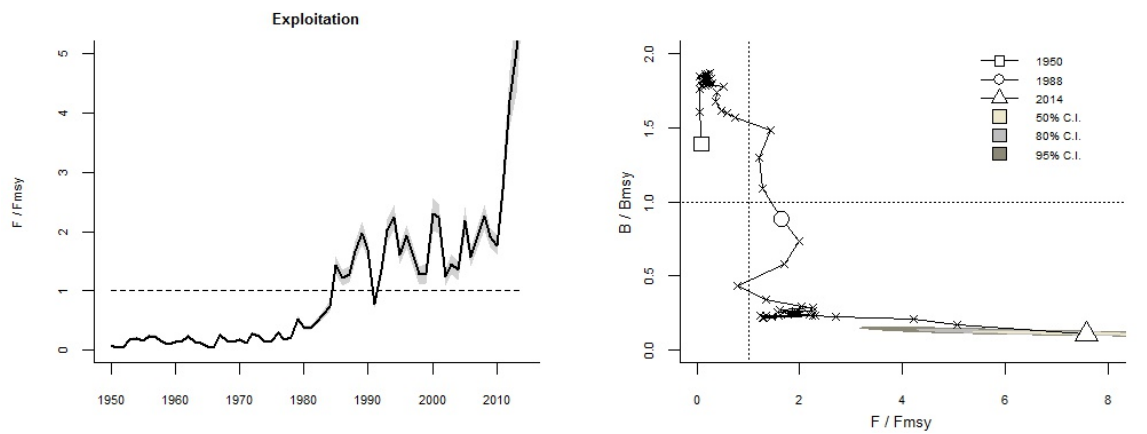 Exploitation
F / Fmsy
5
4
3
2
1
0
1950 1960 1970 1980 1990 2000 2010
B / Bmsy
2.0
1.5
1.0
0.5
0.0
0 2 4 6 8
F / Fmsy
1950
1988
2014
50% C.I.
80% C.I.
95% C.I.